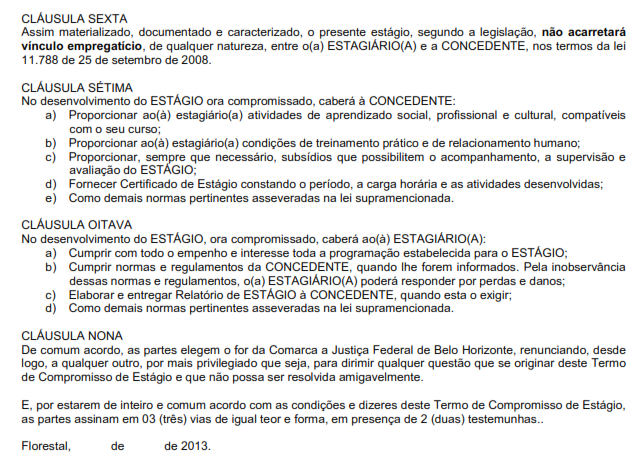 CLÁUSULA SEXTA
Assim materializado, documentado e caracterizado, o presente estágio, segundo a legislação, não acarretará
vínculo empregatício, de qualquer natureza, entre o(a) ESTAGIÁRIO(A) e a CONCEDENTE, nos termos da lei
11.788 de 25 de setembro de 2008.
CLÁUSULA SÉTIMA
No desenvolvimento do ESTÁGIO ora compromissado, caberá à CONCEDENTE:
a) Proporcionar ao(à) estagiário(a) atividades de aprendizado social, profissional e cultural, compatíveis
com o seu curso;
b) Proporcionar ao(à) estagiário(a) condições de treinamento prático e de relacionamento humano;
c) Proporcionar, sempre que necessário, subsídios que possibilitem o acompanhamento, a supervisão e
avaliação do ESTÁGIO;
d) Fornecer Certificado de Estágio constando o período, a carga horária e as atividades desenvolvidas;
e) Como demais normas pertinentes asseveradas na lei supramencionada.
CLÁUSULA OITAVA
No desenvolvimento do ESTÁGIO, ora compromissado, caberá ao(à) ESTAGIÁRIO(A):
a) Cumprir com todo o empenho e interesse toda a programação estabelecida para o ESTÁGIO;
b) Cumprir normas e regulamentos da CONCEDENTE, quando lhe forem informados. Pela inobservância
dessas normas e regulamentos, o(a) ESTAGIÁRIO(A) poderá responder por perdas e danos;
c) Elaborar e entregar Relatório de ESTÁGIO à CONCEDENTE, quando esta o exigir;
d) Como demais normas pertinentes asseveradas na lei supramencionada.
CLÁUSULA NONA
De comum acordo, as partes elegem o for da Comarca a Justiça Federal de Belo Horizonte, renunciando, desde
logo, a qualquer outro, por mais privilegiado que seja, para dirimir qualquer questão que se originar deste Termo
de Compromisso de Estágio e que não possa ser resolvida amigavelmente.
E, por estarem de inteiro e comum acordo com as condições e dizeres deste Termo de Compromisso de Estágio,
as partes assinam em 03 (três) vias de igual teor e forma, em presença de 2 (duas) testemunhas..
Florestal, de de 2013.